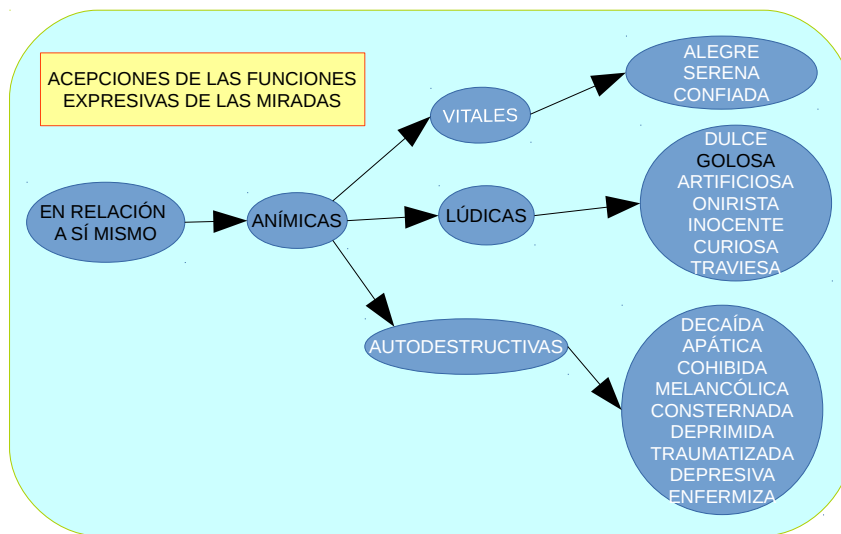 ACEPCIONES DE LAS FUNCIONES
EXPRESIVAS DE LAS MIRADAS
EN RELACIÓN
A SÍ MISMO
ANÍMICAS
VITALES
ALEGRE
SERENA
CONFIADA
LÚDICAS
DULCE
GOLOSA
ARTIFICIOSA
ONIRISTA
INOCENTE
CURIOSA
TRAVIESA
AUTODESTRUCTIVAS
DECAÍDA
APÁTICA
COHIBIDA
MELANCÓLICA
CONSTERNADA
DEPRIMIDA
TRAUMATIZADA
DEPRESIVA
ENFERMIZA